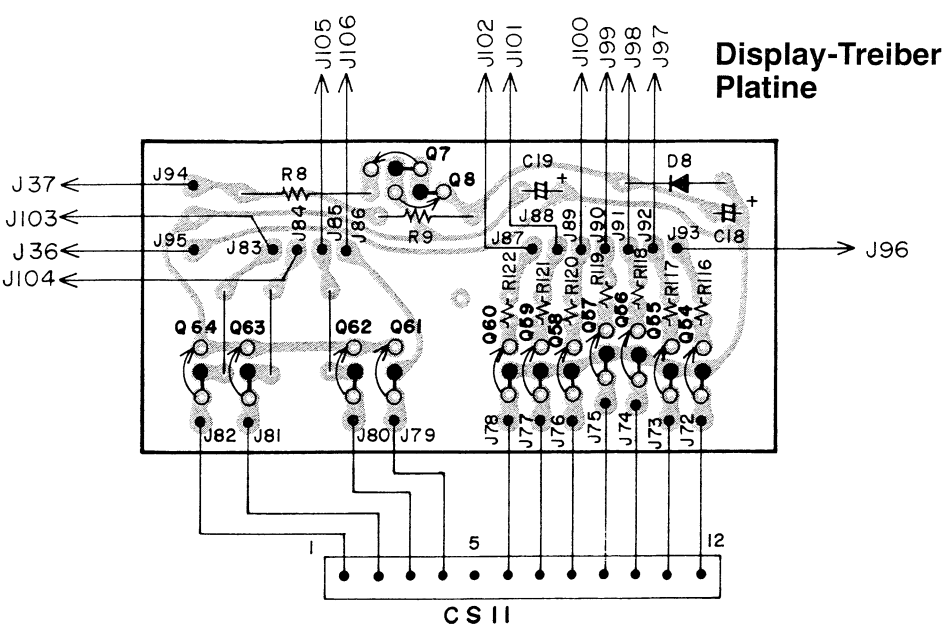 J105
J106
J102
J101
J100
J99
J98
J97
Display-Treiber
Platine
J37
J94
R8
Q7
Q8
C19
+
D8
J103
J84
J85
J86
R9
J88
J89
J90
J91
J92
+
C18
J36
J95
J83
J87
J93
J96
J104
R122
R121
R120
R119
R118
R117
R116
Q64
Q63
Q62
Q61
Q60
Q59
Q58
Q57
Q56
Q55
Q54
J82
J81
J80
J79
J78
J77
J76
J75
J74
J73
J72
1
5
12
CS11